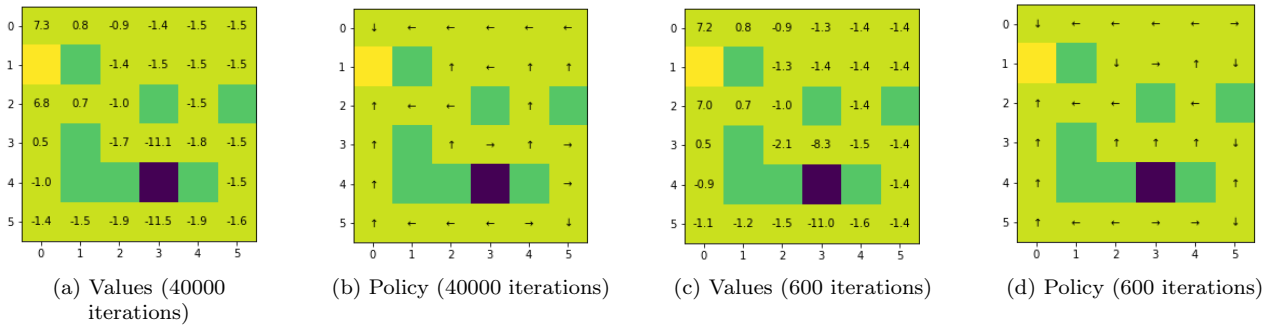 0 7.3 0.8 -0.9 -1.4 -1.5 -1.5
1 -1.4 -1.5 -1.5 -1.5
2 6.8 0.7 -1.0 -1.5
3 0.5 -1.7 -11.1 -1.8 -1.5
4 -1.0 -1.5
5 -1.4 -1.5 -1.9 -11.5 -1.9 -1.6
0 1 2 3 4 5
(a) Values (40000
iterations)
0 ↓ ← ← ← ← ←
1 ↑ ← ↑ ↑
2 ↑ ← ← ↑
3 ↑ ↑ → ↑ →
4 ↑ →
5 ↑ ← ← ← → ↓
0 1 2 3 4 5
(b) Policy (40000 iterations)
0 7.2 0.8 -0.9 -1.3 -1.4 -1.4
1 -1.3 -1.4 -1.4 -1.4
2 7.0 0.7 -1.0 -1.4
3 0.5 -2.1 -8.3 -1.5 -1.4
4 -0.9 -1.4
5 -1.1 -1.2 -1.5 -11.0 -1.6 -1.4
0 1 2 3 4 5
(c) Values (600 iterations)
0 ↓ ← ← ← ← →
1 ↓ → ↑ ↓
2 ↑ ← ← ←
3 ↑ ↑ ↑ ↑ ↓
4 ↑ ↑
5 ↑ ← ← → → ↓
0 1 2 3 4 5
(d) Policy (600 iterations)